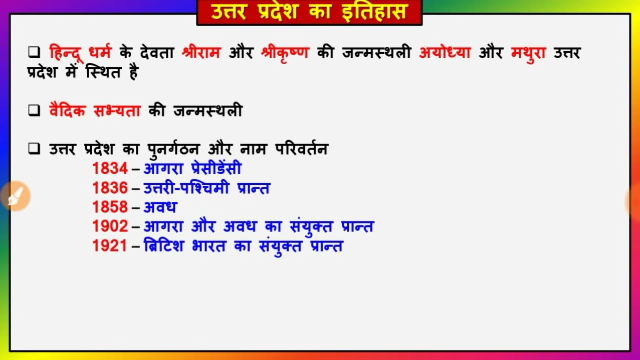 उत्तर प्रदेश का इतिहास
❑ हिन्दू धर्म के देवता श्रीराम और श्रीकृष्ण की जन्मस्थली अयोध्या और मथुरा उत्तर
प्रदेश में स्थित है
❑ वैदिक सभ्यता की जन्मस्थली
❑ उत्तर प्रदेश का पुनर्गठन और नाम परिवर्तन
1834 – आगरा प्रेसीडेंसी
1836 – उत्तरी-पश्चिमी प्रान्त
1858 – अवध
1902 – आगरा और अवध का संयुक्त प्रान्त
1921 – ब्रिटिश भारत का संयुक्त प्रान्त